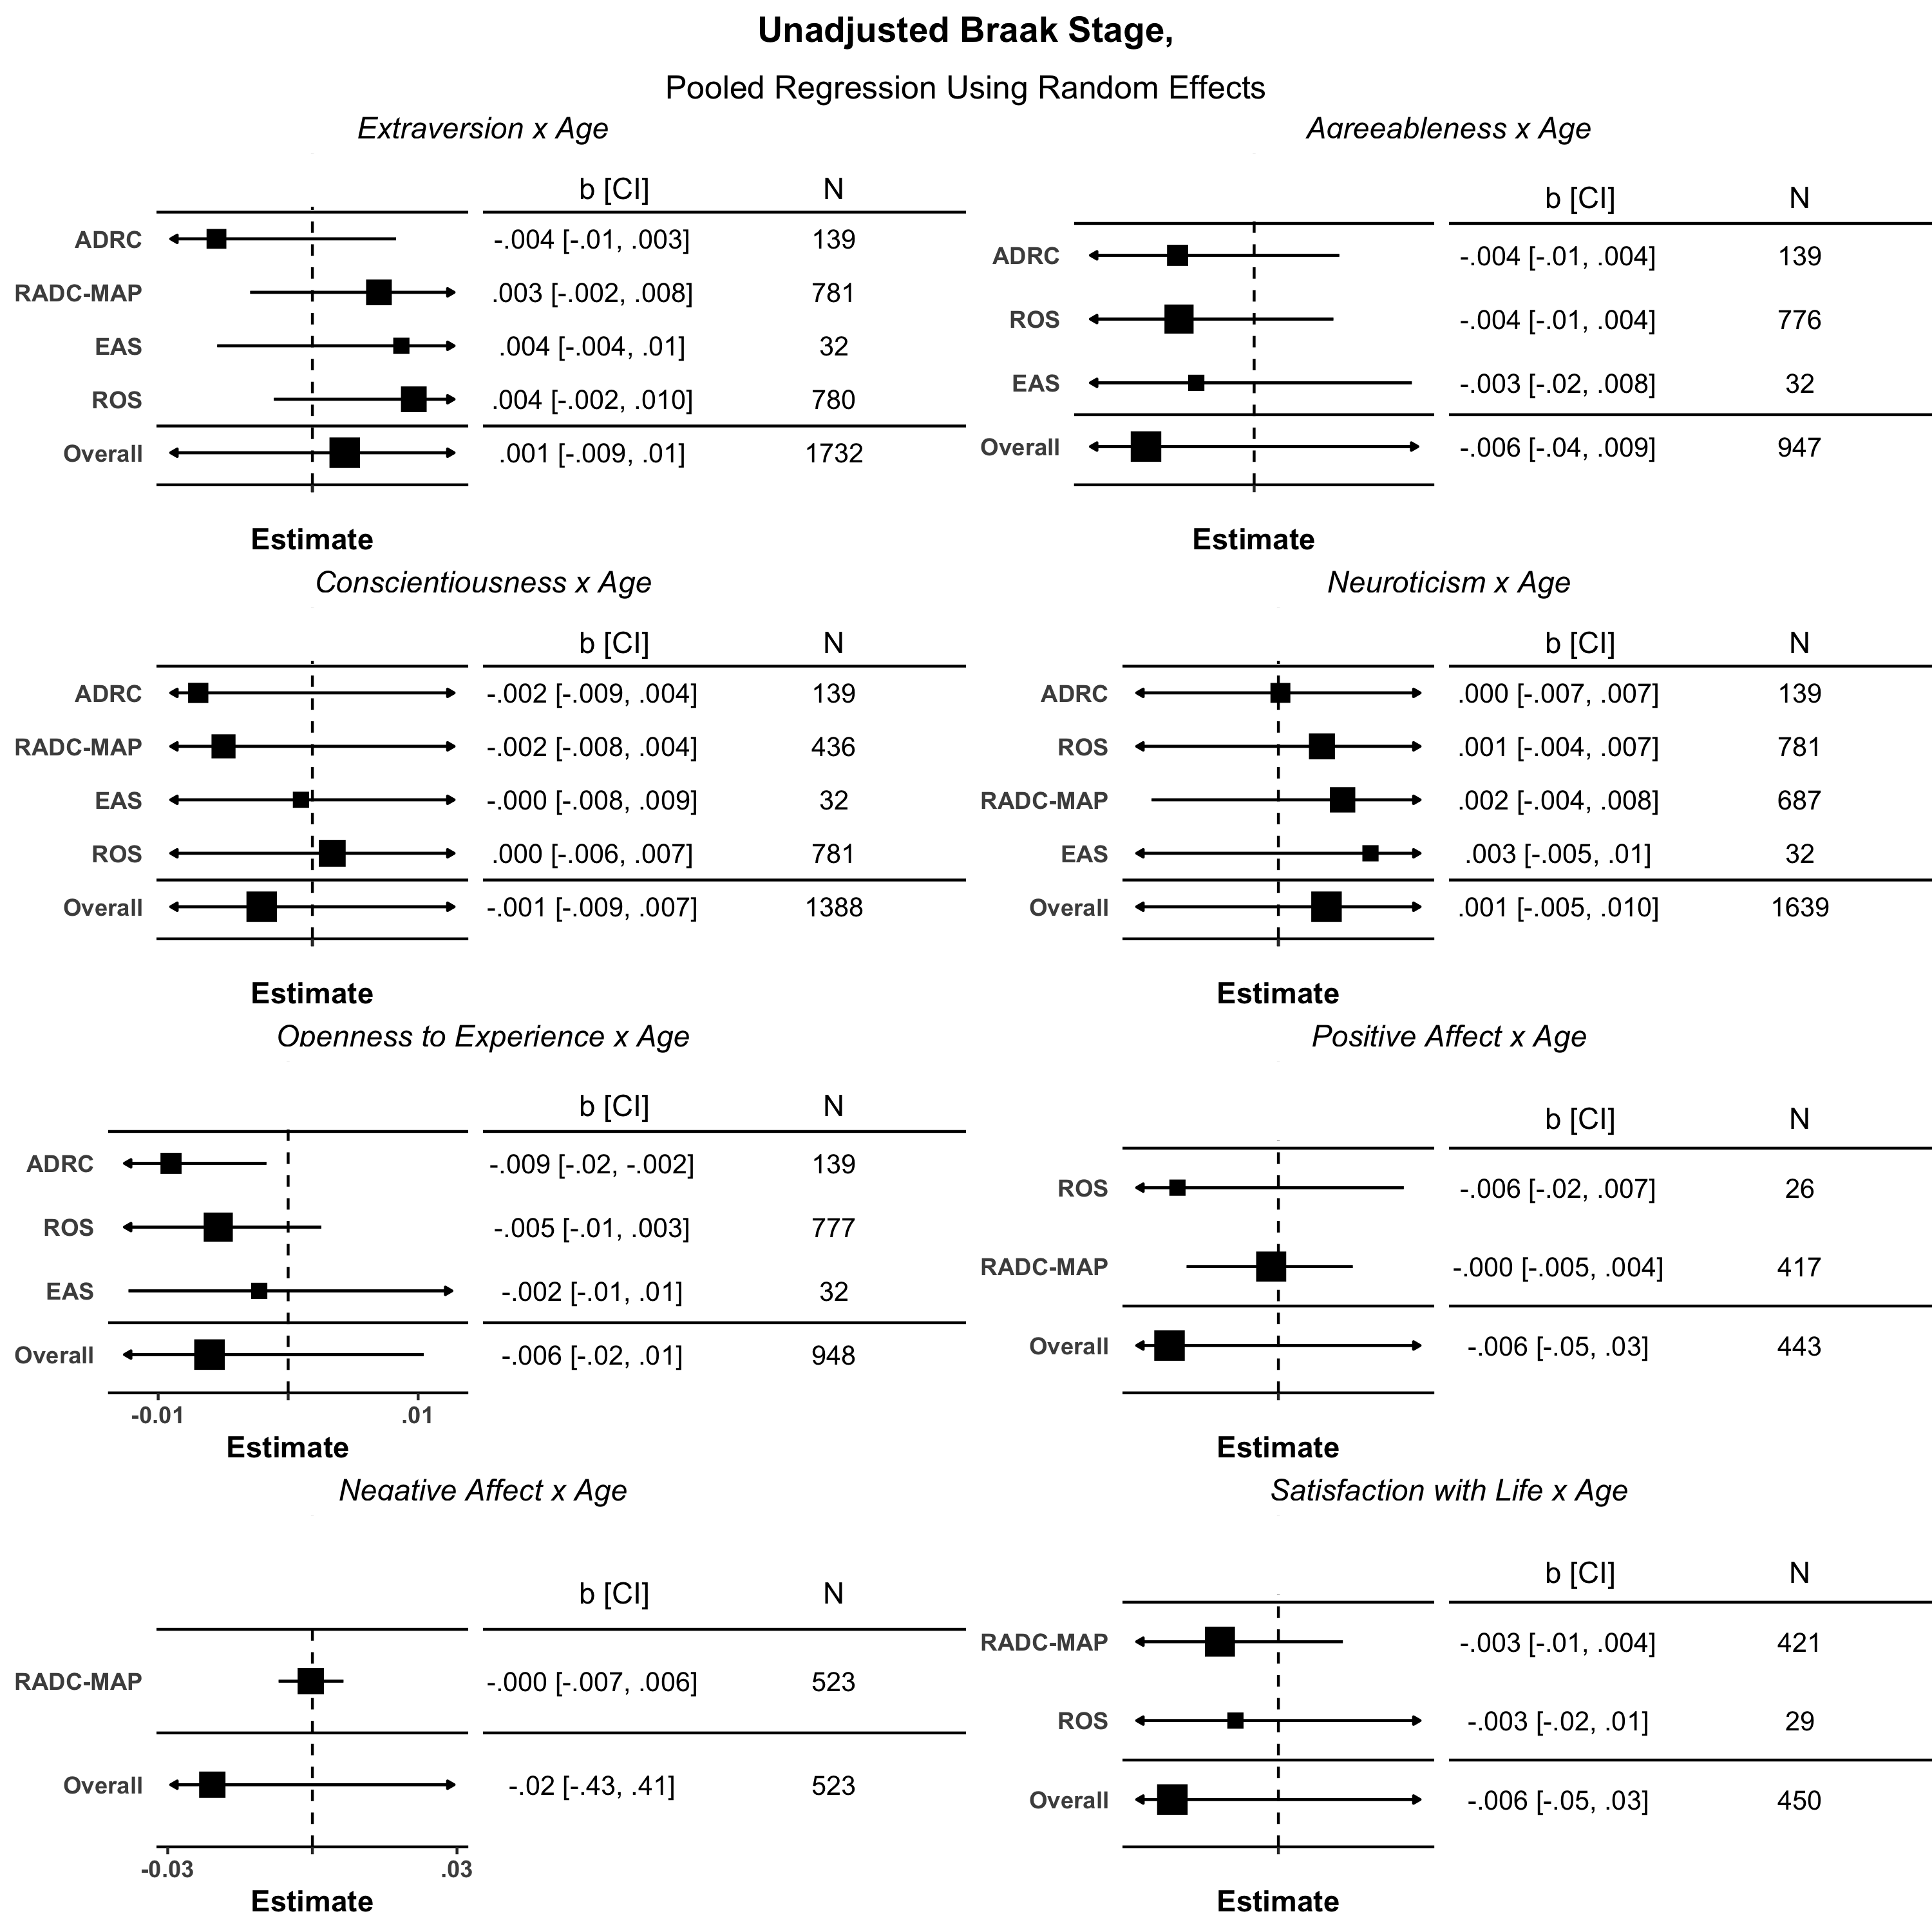 Unadjusted Braak Stage,
Pooled Regression Using Random Effects
Extraversion x Age
b [CI] N
ADRC -.004 [-.01, .003] 139
RADC-MAP .003 [-.002, .008] 781
EAS .004 [-.004, .01] 32
ROS .004 [-.002, .010] 780
Overall .001 [-.009, .01] 1732
Estimate
Agreeableness x Age
b [CI] N
ADRC -.004 [-.01, .004] 139
ROS -.004 [-.01, .004] 776
EAS -.003 [-.02, .008] 32
Overall -.006 [-.04, .009] 947
Estimate
Conscientiousness x Age
b [CI] N
ADRC -.002 [-.009, .004] 139
RADC-MAP -.002 [-.008, .004] 436
EAS -.000 [-.008, .009] 32
ROS .000 [-.006, .007] 781
Overall -.001 [-.009, .007] 1388
Estimate
Neuroticism x Age
b [CI] N
ADRC .000 [-.007, .007] 139
ROS .001 [-.004, .007] 781
RADC-MAP .002 [-.004, .008] 687
EAS .003 [-.005, .01] 32
Overall .001 [-.005, .010] 1639
Estimate
Openness to Experience x Age
b [CI] N
ADRC -.009 [-.02, -.002] 139
ROS -.005 [-.01, .003] 777
EAS -.002 [-.01, .01] 32
Overall -.006 [-.02, .01] 948
-0.01 .01
Estimate
Positive Affect x Age
b [CI] N
ROS -.006 [-.02, .007] 26
RADC-MAP -.000 [-.005, .004] 417
Overall -.006 [-.05, .03] 443
Estimate
Negative Affect x Age
b [CI] N
RADC-MAP -.000 [-.007, .006] 523
Overall -.02 [-.43, .41] 523
-0.03 .03
Estimate
Satisfaction with Life x Age
b [CI] N
RADC-MAP -.003 [-.01, .004] 421
ROS -.003 [-.02, .01] 29
Overall -.006 [-.05, .03] 450
Estimate